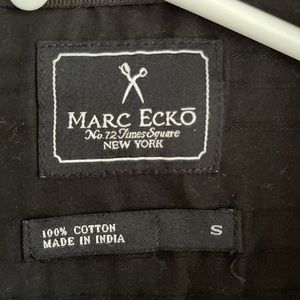 MARC ECKŌ
No. 72 Times Square
NEW YORK
100% COTTON
MADE IN INDIA
S